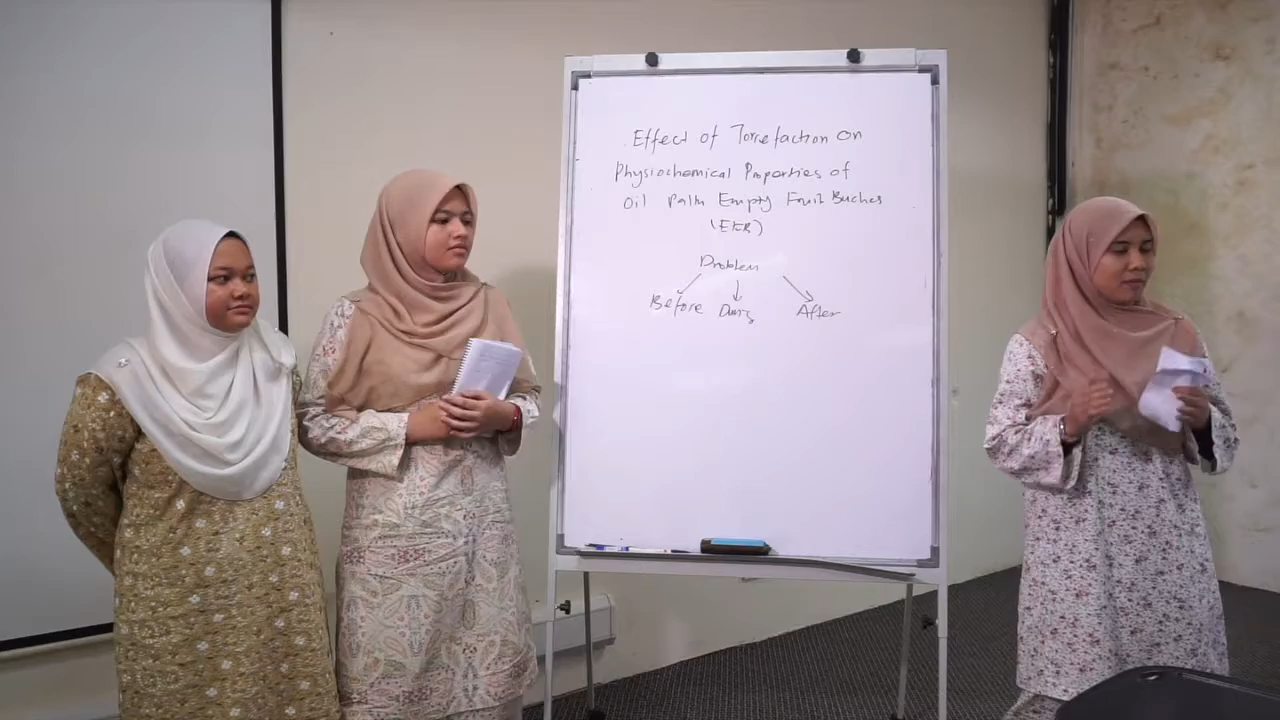 Effect of Torrefaction on
Physiochemical Properties of
Oil Palm Empty Fruit Buches
(EFB)
Problem
Before During After